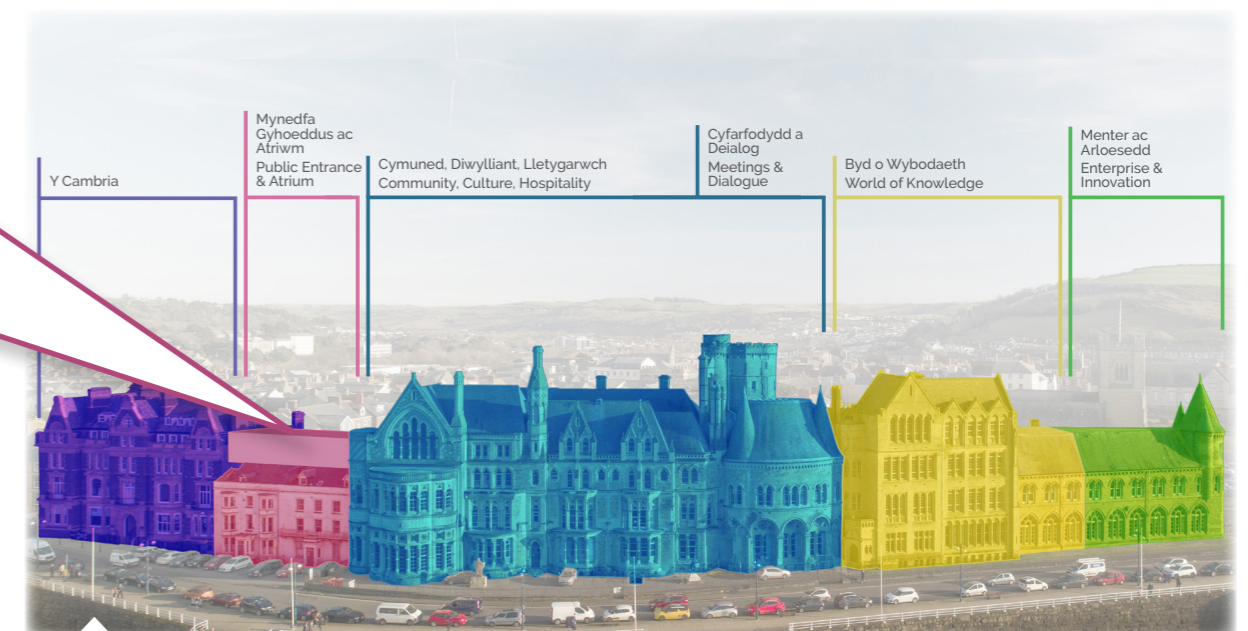 Y Cambria
Mynedfa
Gyhoeddus ac
Atriwm
Public Entrance
& Atrium
Cymuned, Diwylliant, Lletygarwch
Community, Culture, Hospitality
Cyfarfodydd a
Deialog
Meetings &
Dialogue
Byd o Wybodaeth
World of Knowledge
Menter ac
Arloesedd
Enterprise &
Innovation